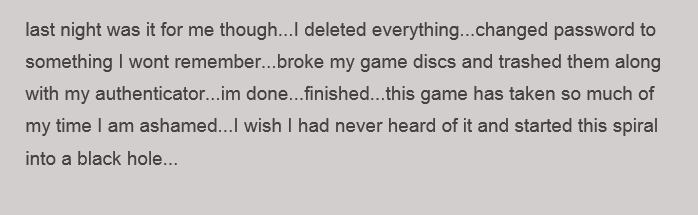 last night was it for me though...I deleted everything...changed password to
something I wont remember...broke my game discs and trashed them along
with my authenticator...im done...finished...this game has taken so much of
my time I am ashamed...I wish I had never heard of it and started this spiral
into a black hole...